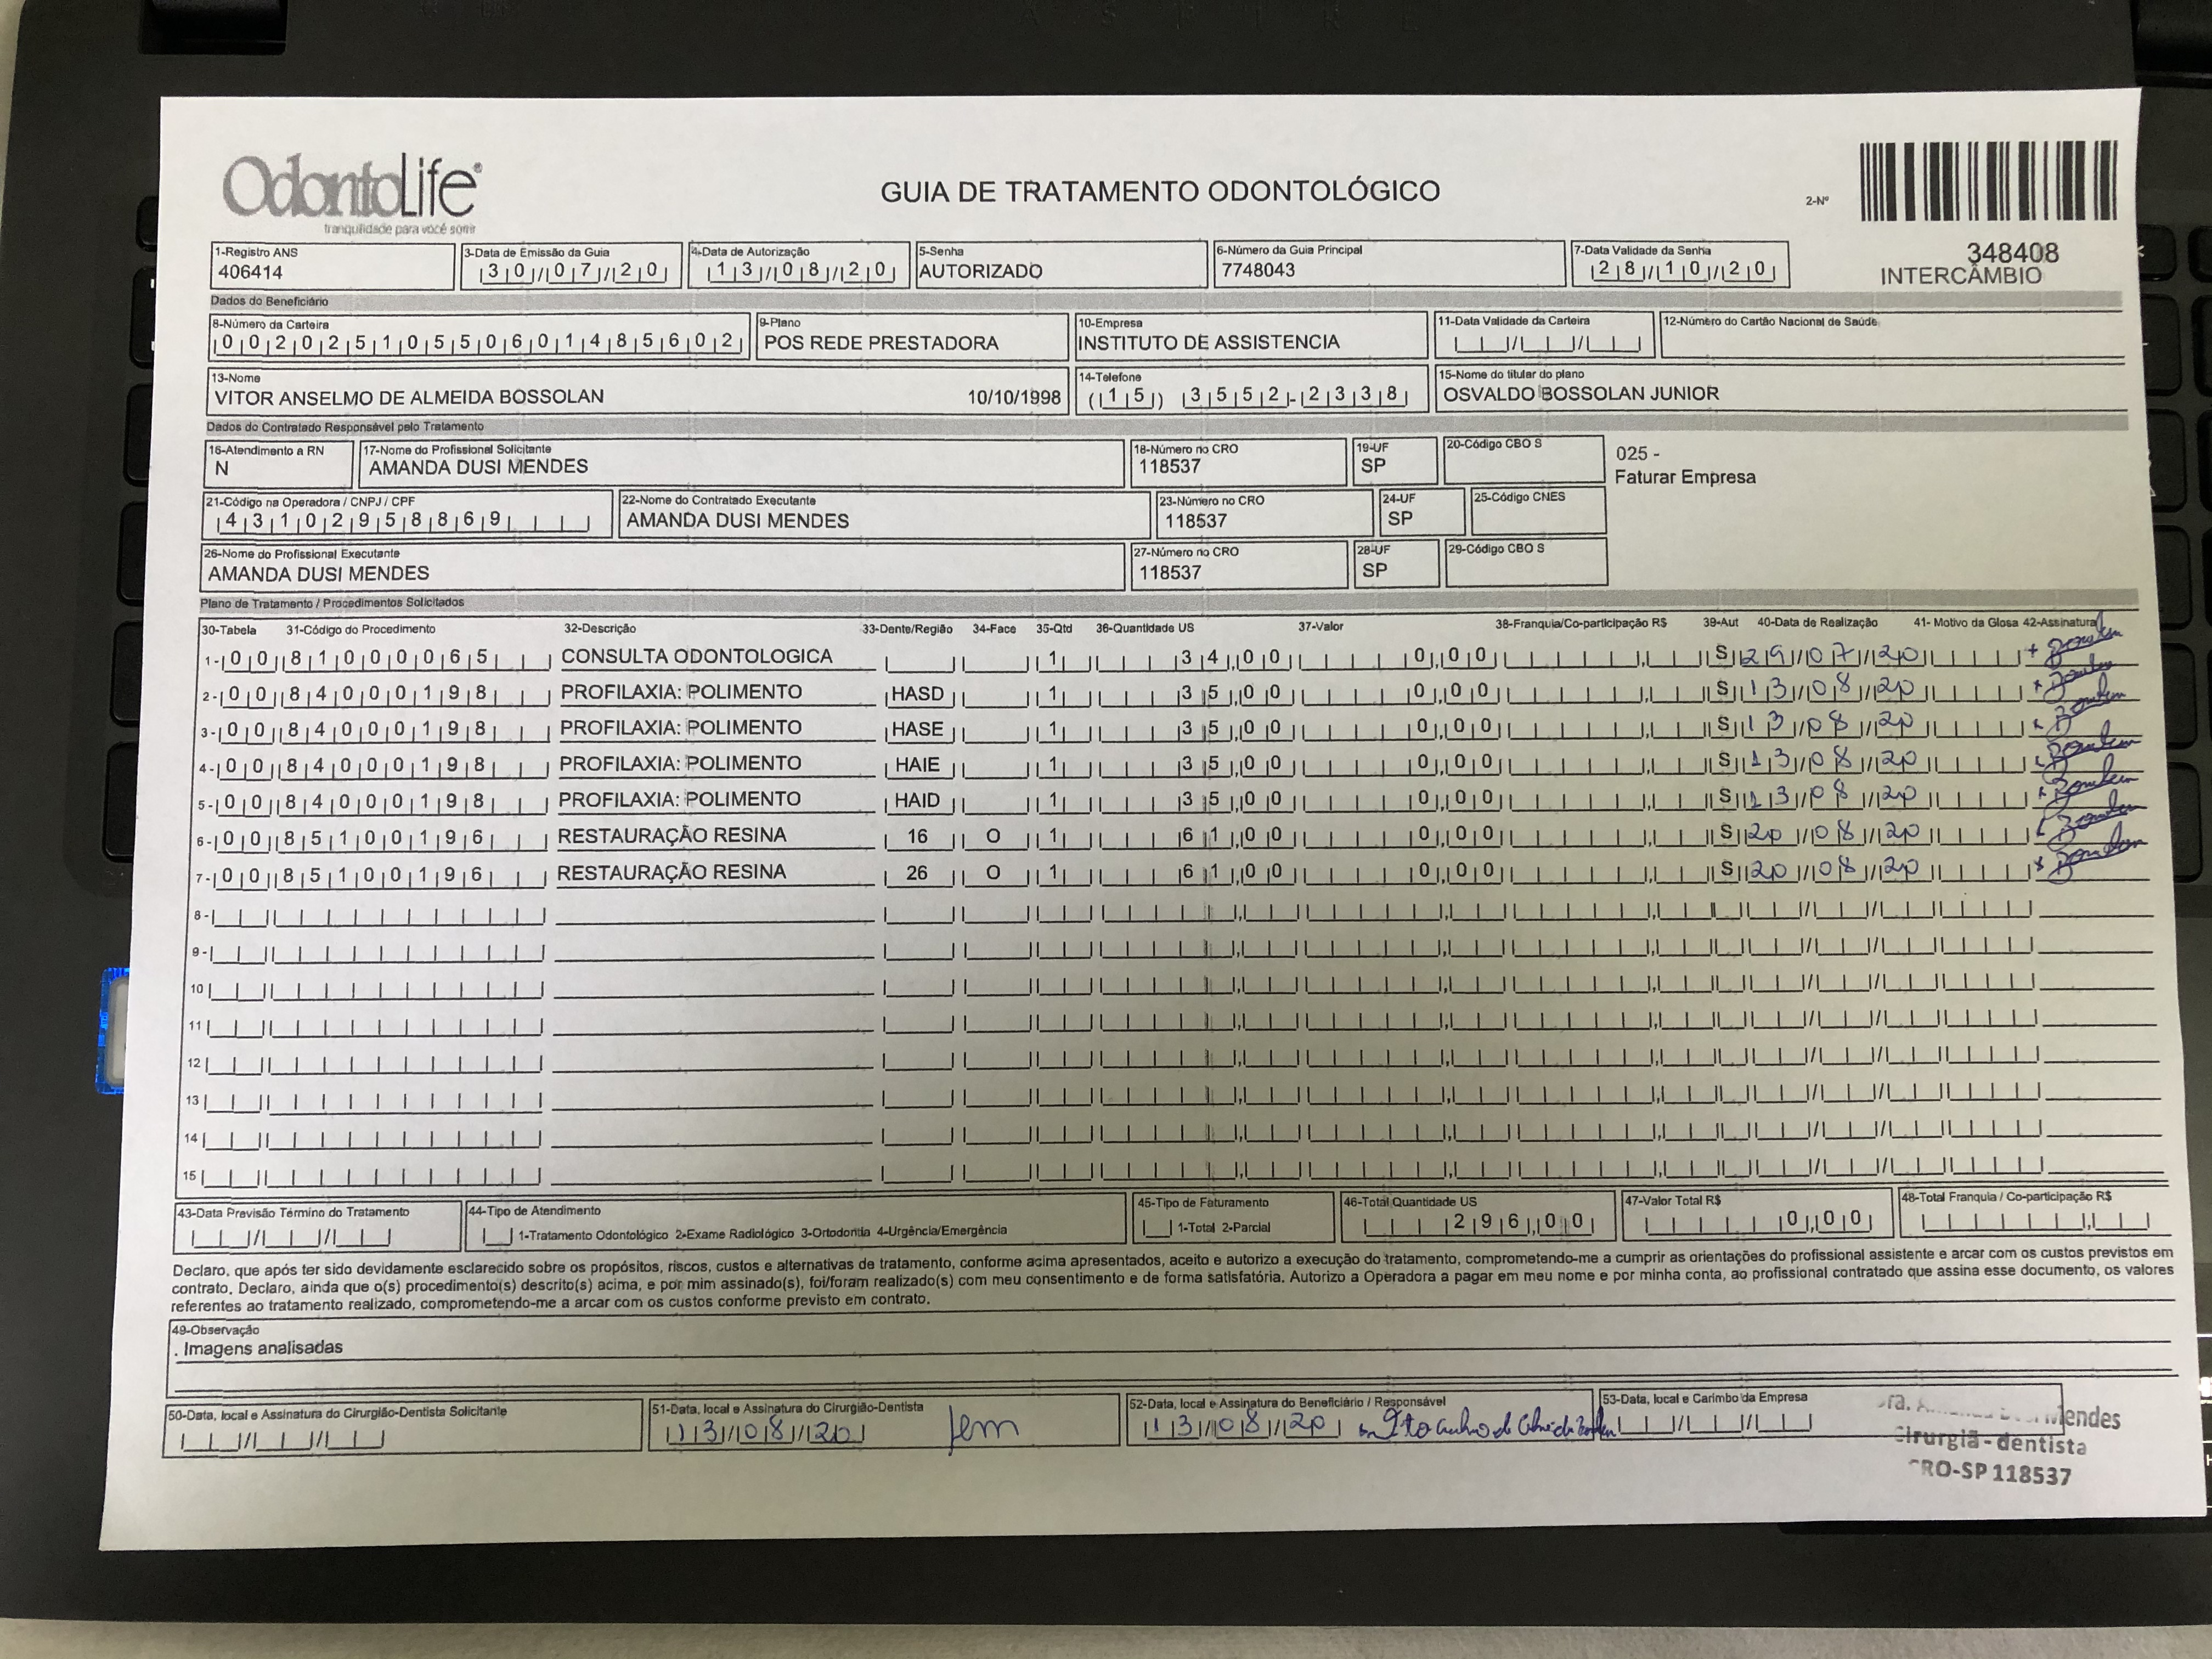 OdontoLife®
tranquilidade para você sorrir
GUIA DE TRATAMENTO ODONTOLÓGICO
2-Nº
348408
INTERCÂMBIO
1-Registro ANS
406414
3-Data de Emissão da Guia
30/07/20
4-Data de Autorização
13/08/20
5-Senha
AUTORIZADO
6-Número da Guia Principal
7748043
7-Data Validade da Senha
28/10/20
Dados do Beneficiário
8-Número da Carteira
00202510550601485602
9-Plano
POS REDE PRESTADORA
10-Empresa
INSTITUTO DE ASSISTENCIA
11-Data Validade da Carteira
12-Número do Cartão Nacional de Saúde
13-Nome
VITOR ANSELMO DE ALMEIDA BOSSOLAN 10/10/1998
14-Telefone
(15) 3552-2338
15-Nome do titular do plano
OSVALDO BOSSOLAN JUNIOR
Dados do Contratado Responsável pelo Tratamento
16-Atendimento a RN
N
17-Nome do Profissional Solicitante
AMANDA DUSI MENDES
18-Número no CRO
118537
19-UF
SP
20-Código CBO S
025 -
Faturar Empresa
21-Código na Operadora / CNPJ / CPF
43102958869
22-Nome do Contratado Executante
AMANDA DUSI MENDES
23-Número no CRO
118537
24-UF
SP
25-Código CNES
26-Nome do Profissional Executante
AMANDA DUSI MENDES
27-Número no CRO
118537
28-UF
SP
29-Código CBO S
Plano de Tratamento / Procedimentos Solicitados
30-Tabela 31-Código do Procedimento 32-Descrição 33-Dente/Região 34-Face 35-Qtd 36-Quantidade US 37-Valor 38-Franquia/Co-participação R$ 39-Aut 40-Data de Realização 41- Motivo da Glosa 42-Assinatura
1- 00 81000065 CONSULTA ODONTOLOGICA 1 34,00 0,00 S 29/07/20
2- 00 84000198 PROFILAXIA: POLIMENTO HASD 1 35,00 0,00 S 13/08/20
3- 00 84000198 PROFILAXIA: POLIMENTO HASE 1 35,00 0,00 S 13/08/20
4- 00 84000198 PROFILAXIA: POLIMENTO HAIE 1 35,00 0,00 S 13/08/20
5- 00 84000198 PROFILAXIA: POLIMENTO HAID 1 35,00 0,00 S 13/08/20
6- 00 85100196 RESTAURAÇÃO RESINA 16 O 1 61,00 0,00 S 20/08/20
7- 00 85100196 RESTAURAÇÃO RESINA 26 O 1 61,00 0,00 S 20/08/20
8-
9-
10
11
12
13
14
15
43-Data Previsão Término do Tratamento
44-Tipo de Atendimento
1-Tratamento Odontológico 2-Exame Radiológico 3-Ortodontia 4-Urgência/Emergência
45-Tipo de Faturamento
1-Total 2-Parcial
46-Total Quantidade US
296,00
47-Valor Total R$
0,00
48-Total Franquia / Co-participação R$
Declaro, que após ter sido devidamente esclarecido sobre os propósitos, riscos, custos e alternativas de tratamento, conforme acima apresentados, aceito e autorizo a execução do tratamento, comprometendo-me a cumprir as orientações do profissional assistente e arcar com os custos previstos em
contrato. Declaro, ainda que o(s) procedimento(s) descrito(s) acima, e por mim assinado(s), foi/foram realizado(s) com meu consentimento e de forma satisfatória. Autorizo a Operadora a pagar em meu nome e por minha conta, ao profissional contratado que assina esse documento, os valores
referentes ao tratamento realizado, comprometendo-me a arcar com os custos conforme previsto em contrato.
49-Observação
. Imagens analisadas
50-Data, local e Assinatura do Cirurgião-Dentista Solicitante
51-Data, local e Assinatura do Cirurgião-Dentista
13/08/20
52-Data, local e Assinatura do Beneficiário / Responsável
13/08/20
53-Data, local e Carimbo da Empresa
Mendes
Cirurgiã - dentista
CRO-SP 118537